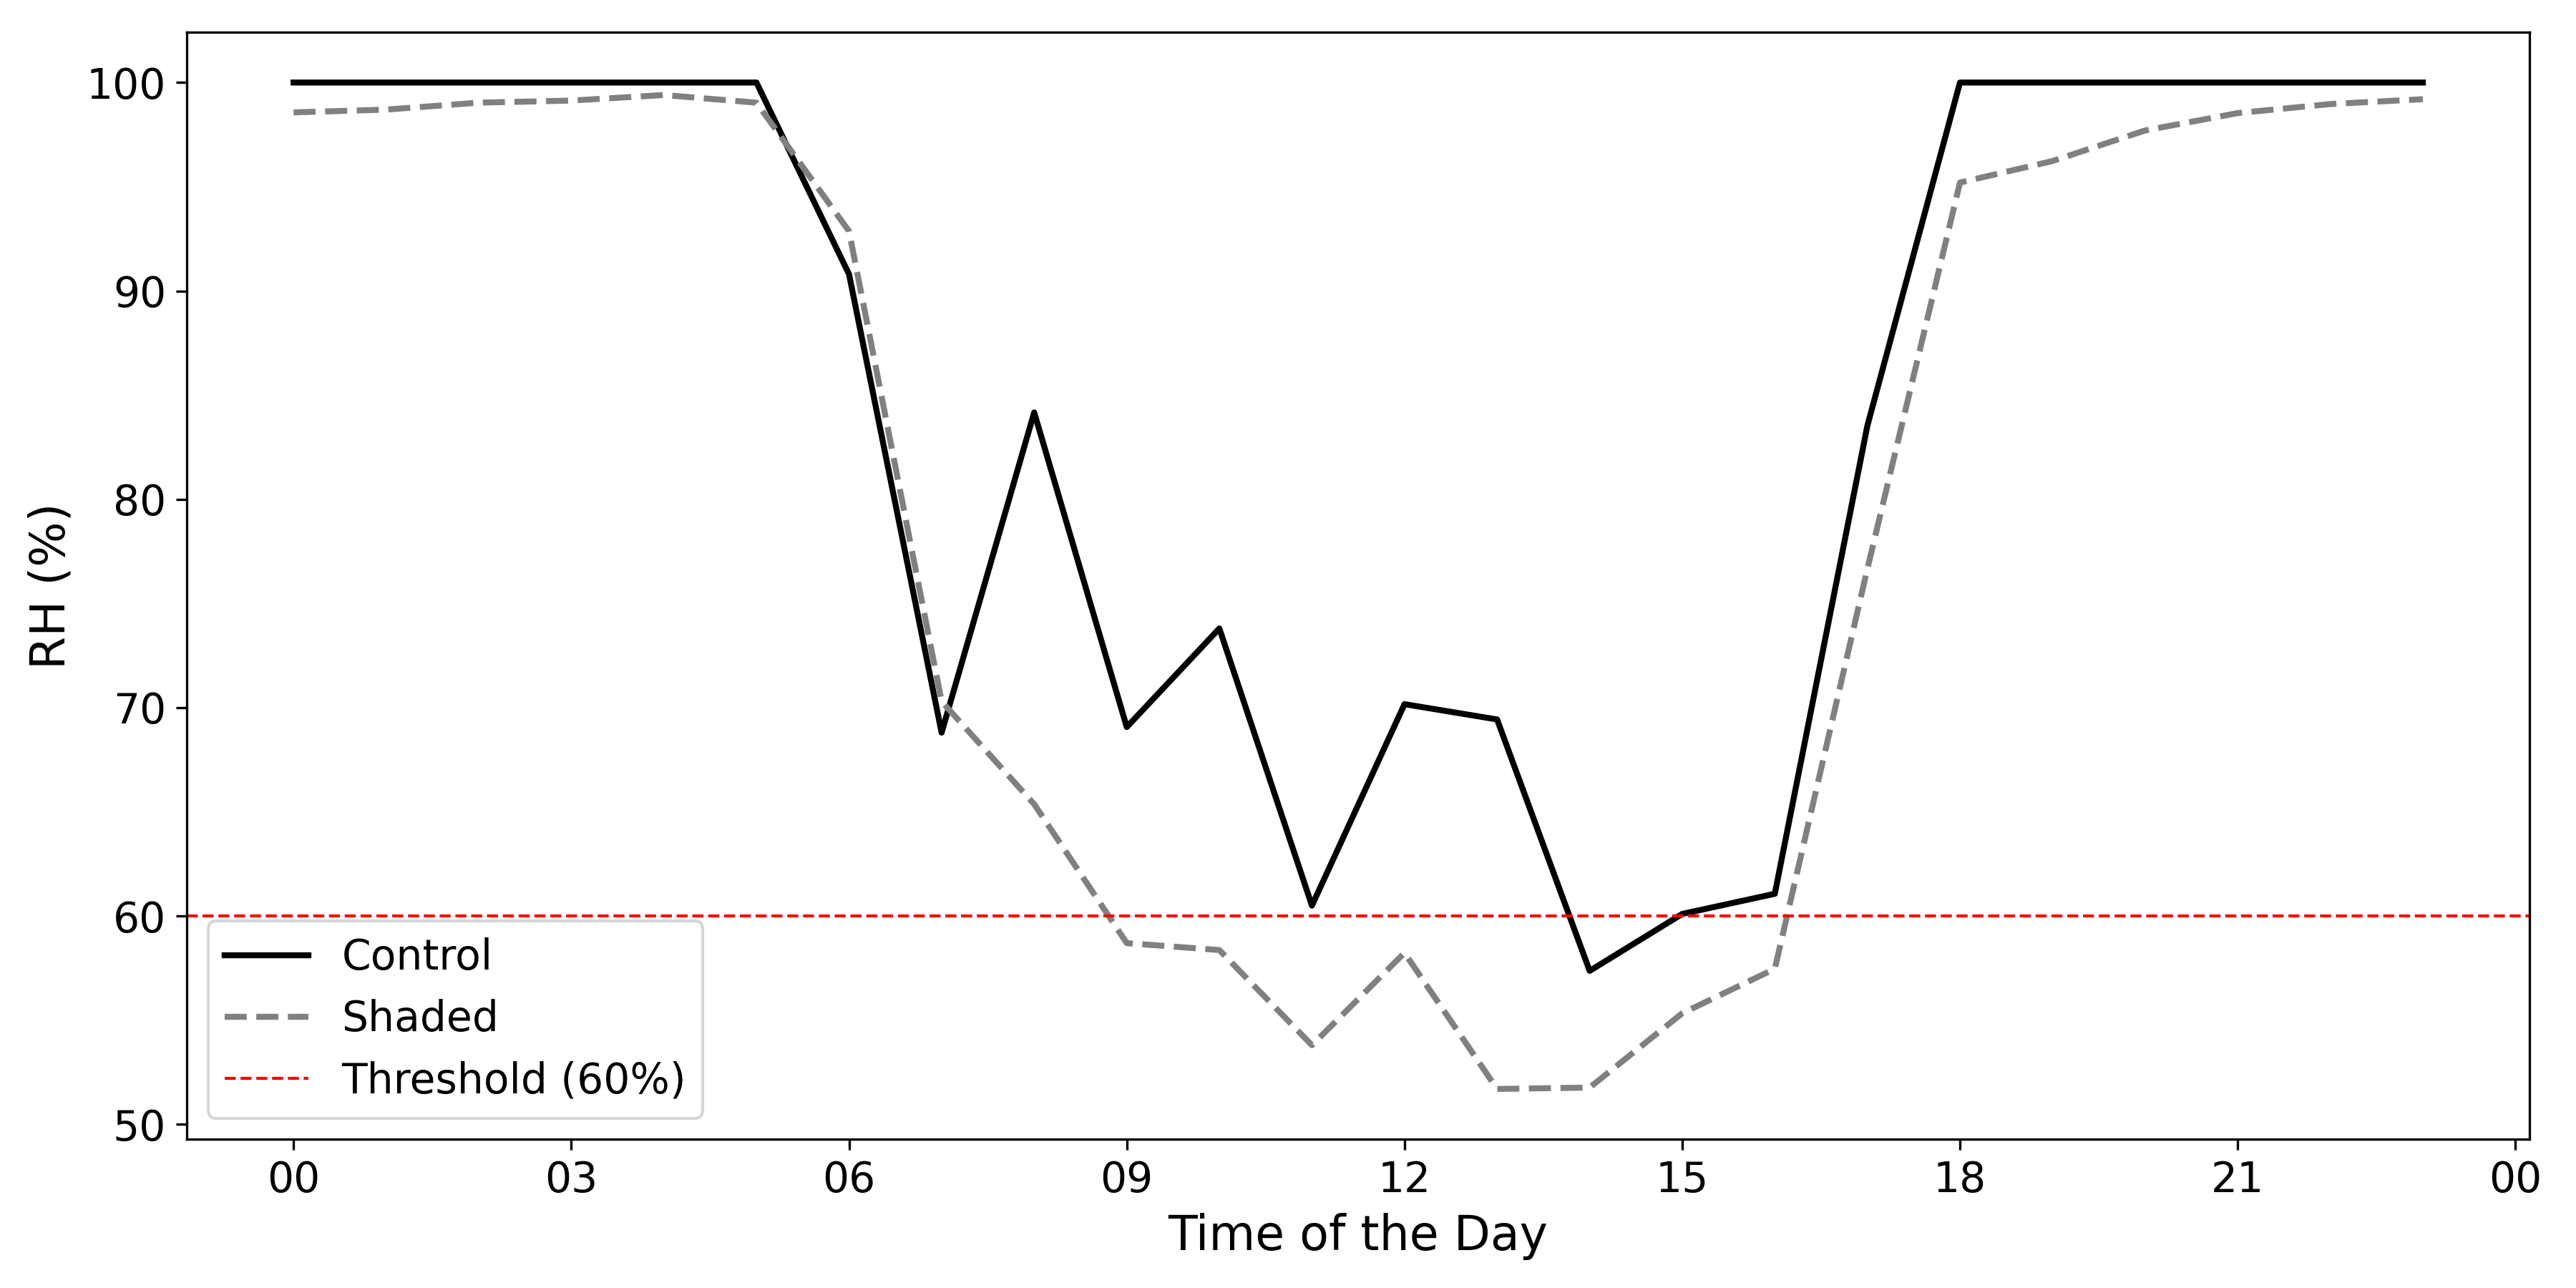 100
90
80
70
60
50
RH (%)
Control
Shaded
Threshold (60%)
00 03 06 09 12 15 18 21 00
Time of the Day